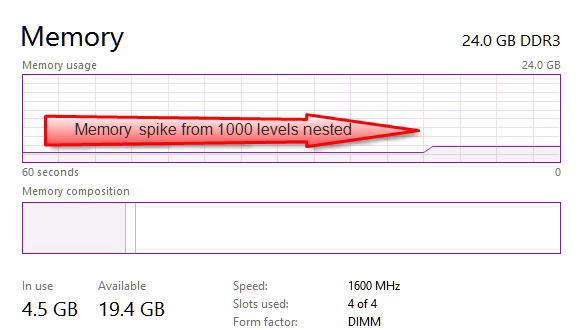 Memory 24.0 GB DDR3
Memory usage 24.0 GB
Memory spike from 1000 levels nested
60 seconds 0
Memory composition
In use Available Speed: 1600 MHz
4.5 GB 19.4 GB Slots used: 4 of 4
Form factor: DIMM